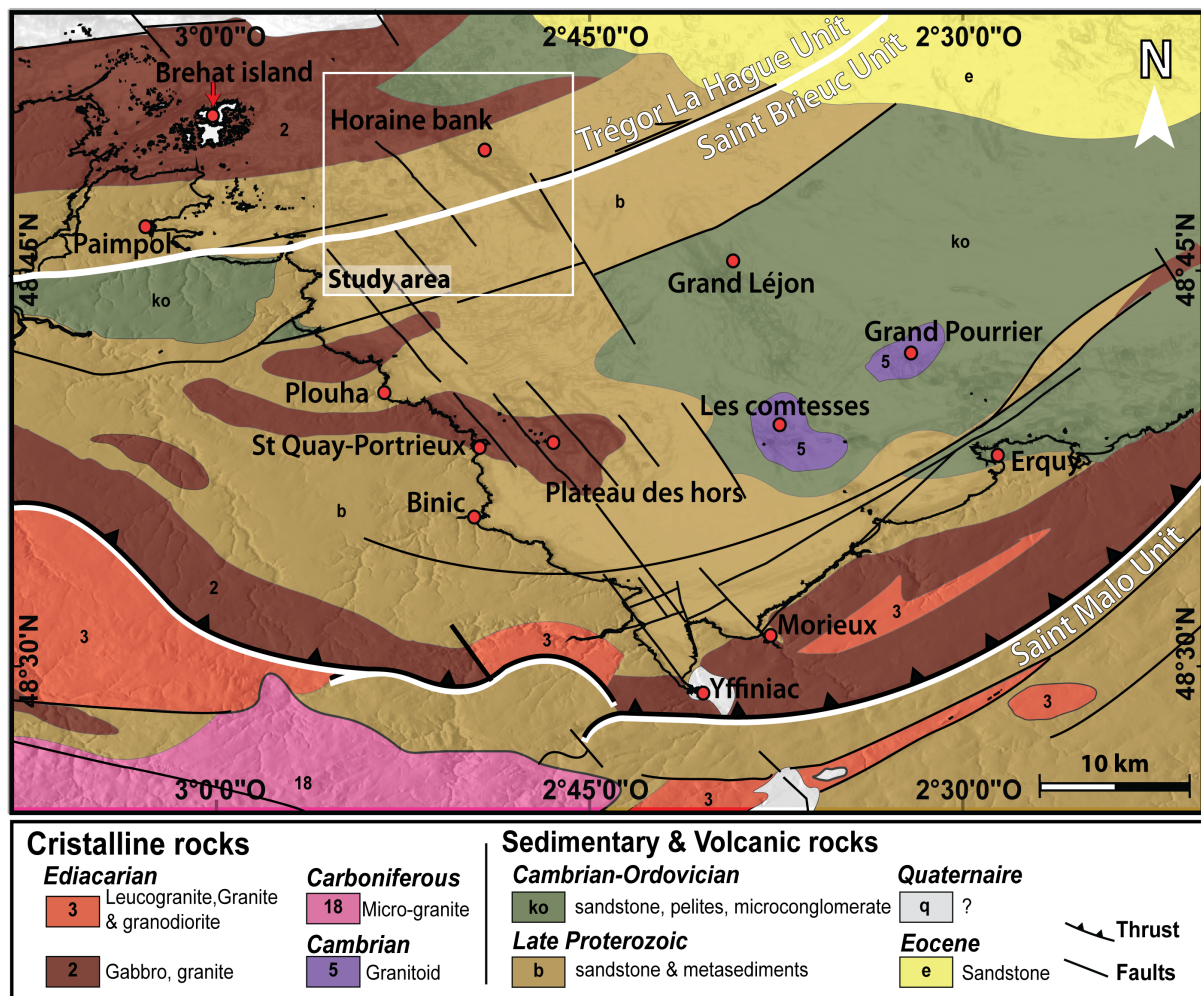 3°0'0"O
2°45'0"O
2°30'0"O
N
Trégor La Hague Unit
Saint Brieuc Unit
e
Brehat island
2
Horaine bank
b
ko
48°45'N
48°45'N
Paimpol
Study area
ko
Grand Léjon
Grand Pourrier
5
Plouha
Les comtesses
5
St Quay-Portrieux
Erquy
Plateau des hors
Binic
b
2
3
3
3
Morieux
Saint Malo Unit
48°30'N
48°30'N
Yffiniac
3
18
3
10 km
3°0'0"O
2°45'0"O
2°30'0"O
Cristalline rocks
Ediacarian
3 Leucogranite,Granite
& granodiorite
2 Gabbro, granite
Carboniferous
18 Micro-granite
Cambrian
5 Granitoid
Sedimentary & Volcanic rocks
Cambrian-Ordovician
ko sandstone, pelites, microconglomerate
Late Proterozoic
b sandstone & metasediments
Quaternaire
q ?
Eocene
e Sandstone
Thrust
Faults